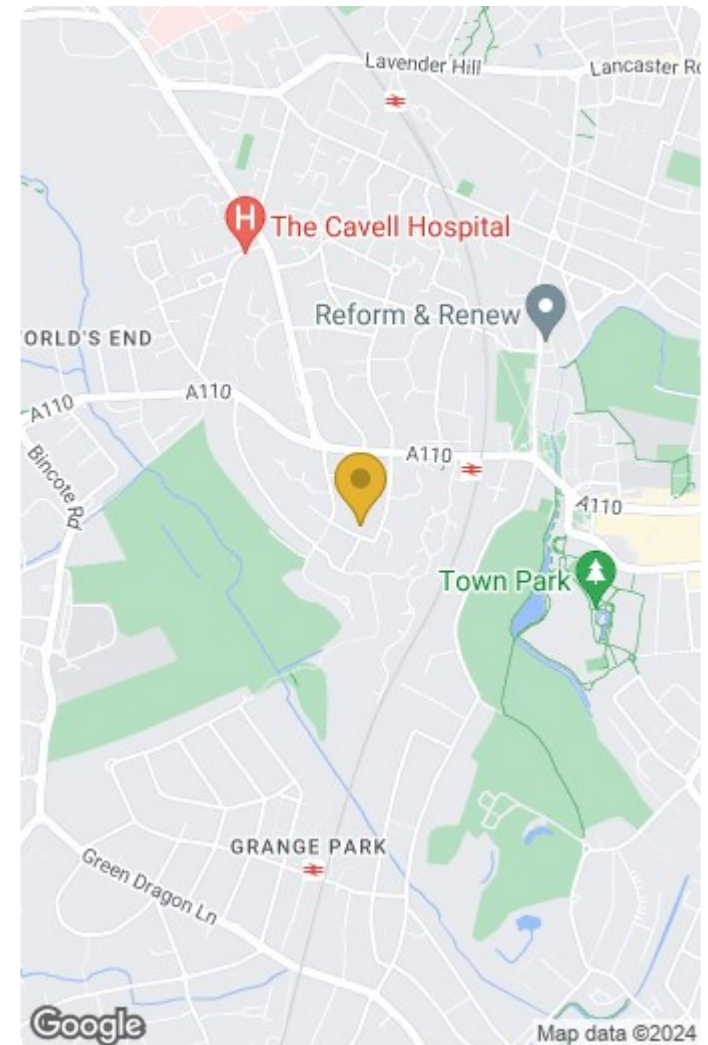 Lavender Hill
Lancaster Ro
H
The Cavell Hospital
Reform & Renew
ORLD'S END
A110
A110
Bincote Rd
A110
A110
Town Park
GRANGE PARK
Green Dragon Ln
Google
Map data ©2024